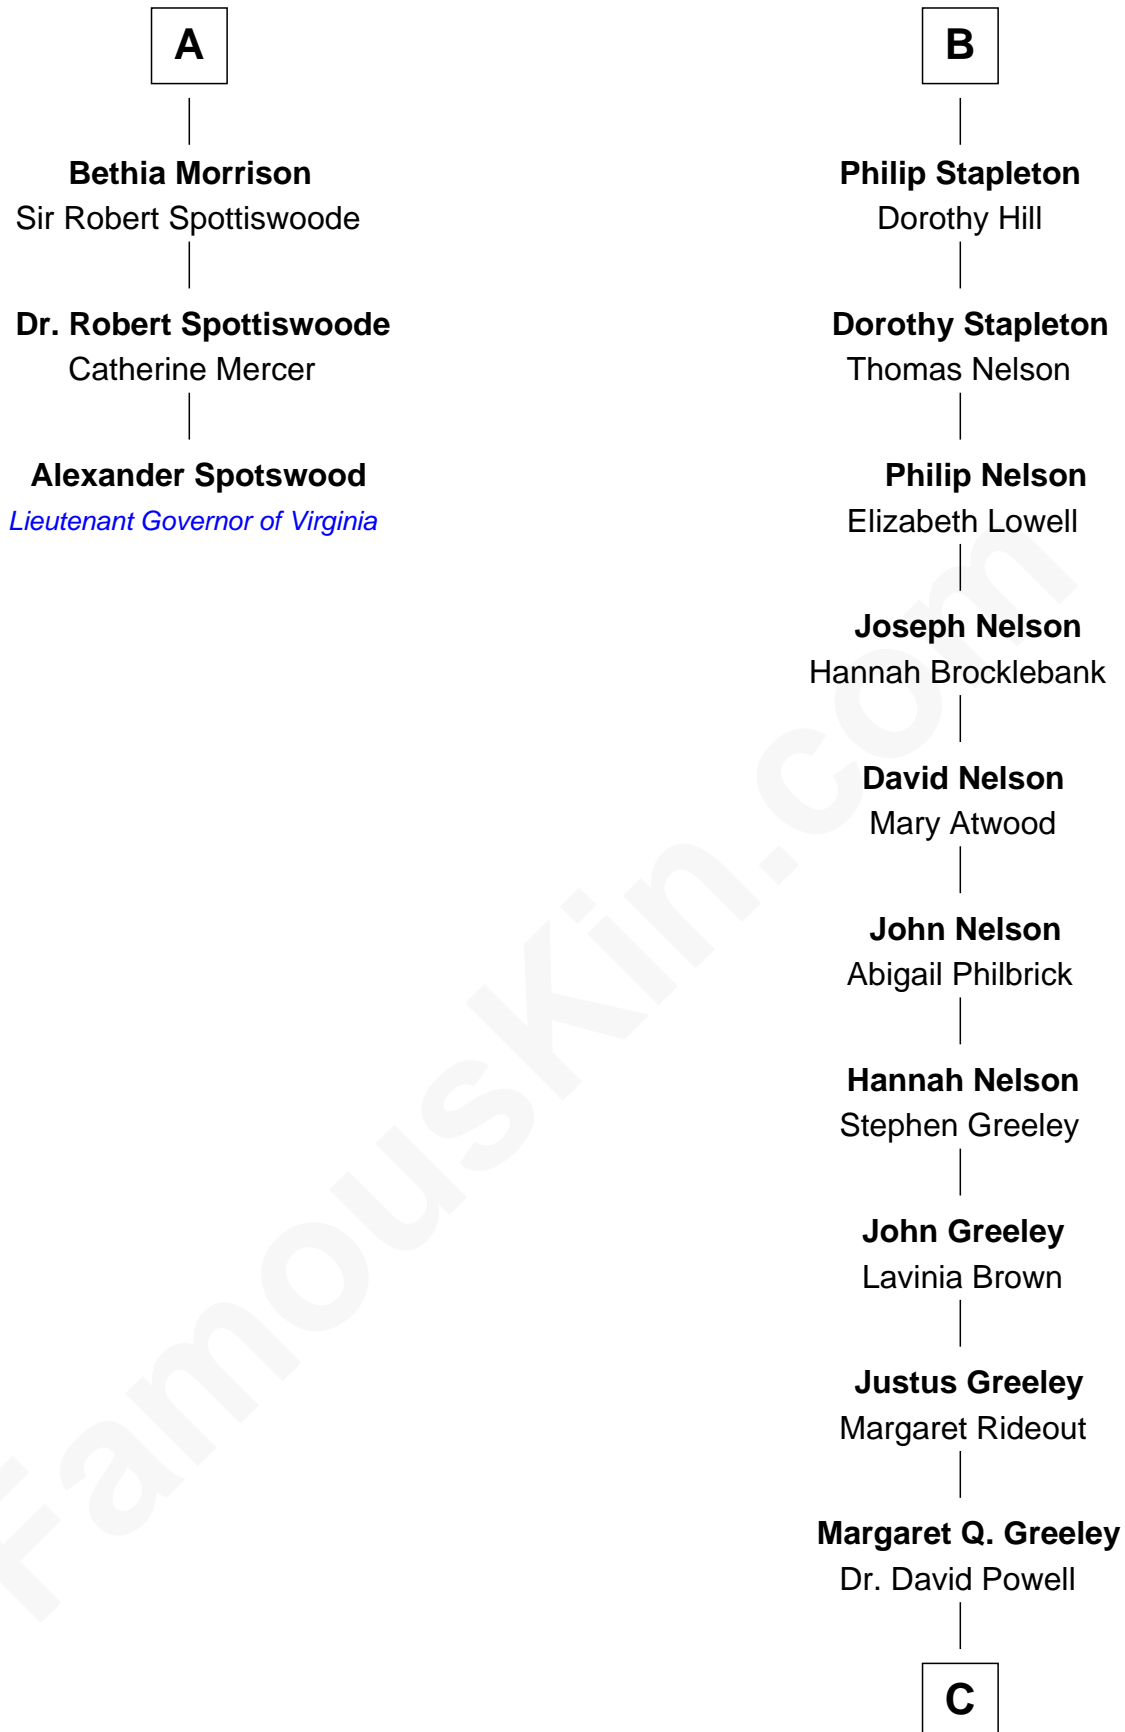 A
Bethia Morrison
Sir Robert Spottiswoode
Dr. Robert Spottiswoode
Catherine Mercer
Alexander Spotswood
Lieutenant Governor of Virginia
B
Philip Stapleton
Dorothy Hill
Dorothy Stapleton
Thomas Nelson
Philip Nelson
Elizabeth Lowell
Joseph Nelson
Hannah Brocklebank
David Nelson
Mary Atwood
John Nelson
Abigail Philbrick
Hannah Nelson
Stephen Greeley
John Greeley
Lavinia Brown
Justus Greeley
Margaret Rideout
Margaret Q. Greeley
Dr. David Powell
C
FamousKin.com